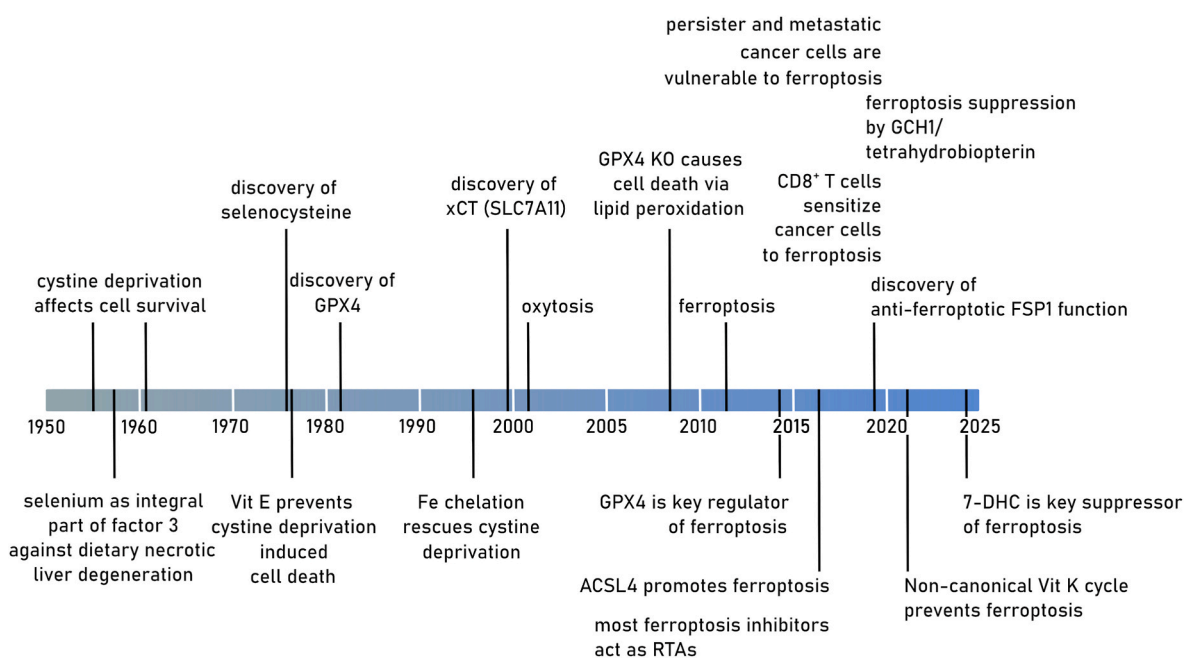 persister and metastatic
cancer cells are
vulnerable to ferroptosis
ferroptosis suppression
by GCH1/
tetrahydrobiopterin
GPX4 KO causes
cell death via
lipid peroxidation
CD8⁺ T cells
sensitize
cancer cells
to ferroptosis
discovery of
selenocysteine
discovery of
xCT (SLC7A11)
cystine deprivation
affects cell survival
discovery of
GPX4
oxytosis
ferroptosis
discovery of
anti-ferroptotic FSP1 function
1950
1960
1970
1980
1990
2000
2005
2010
2015
2020
2025
selenium as integral
part of factor 3
against dietary necrotic
liver degeneration
Vit E prevents
cystine deprivation
induced
cell death
Fe chelation
rescues cystine
deprivation
GPX4 is key regulator
of ferroptosis
7-DHC is key suppressor
of ferroptosis
ACSL4 promotes ferroptosis
most ferroptosis inhibitors
act as RTAs
Non-canonical Vit K cycle
prevents ferroptosis